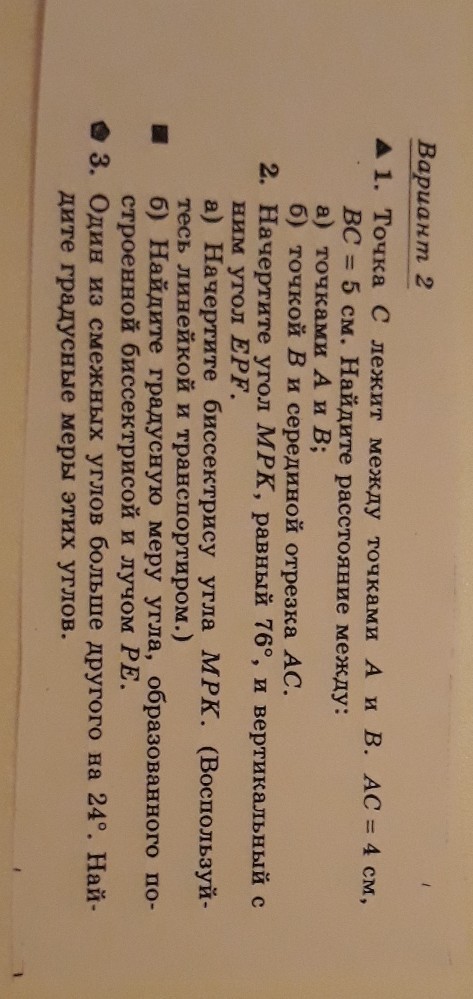 Вариант 2
▲ 1. Точка C лежит между точками A и B. AC = 4 см,
BC = 5 см. Найдите расстояние между:
а) точками A и B;
б) точкой B и серединой отрезка AC.
2. Начертите угол MPK, равный 76°, и вертикальный с
ним угол EPF.
а) Начертите биссектрису угла MPK. (Воспользуй-
тесь линейкой и транспортиром.)
■ б) Найдите градусную меру угла, образованного по-
строенной биссектрисой и лучом PE.
⬟ 3. Один из смежных углов больше другого на 24°. Най-
дите градусные меры этих углов.